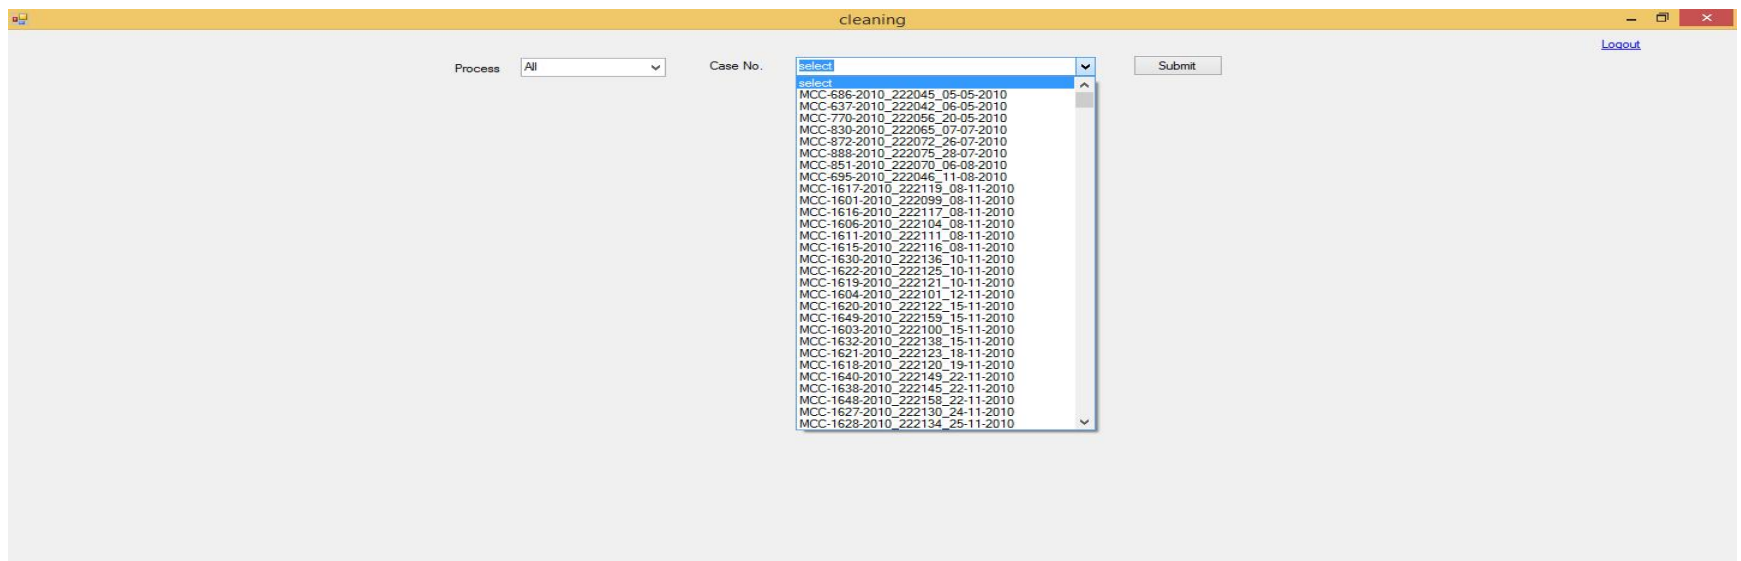 cleaning
Logout
Process All Case No. select Submit
select
MCC-686-2010_222045_05-05-2010
MCC-637-2010_222042_06-05-2010
MCC-770-2010_222056_20-05-2010
MCC-830-2010_222065_07-07-2010
MCC-872-2010_222072_26-07-2010
MCC-888-2010_222075_28-07-2010
MCC-851-2010_222070_06-08-2010
MCC-695-2010_222046_11-08-2010
MCC-1617-2010_222119_08-11-2010
MCC-1601-2010_222099_08-11-2010
MCC-1616-2010_222117_08-11-2010
MCC-1606-2010_222104_08-11-2010
MCC-1611-2010_222111_08-11-2010
MCC-1615-2010_222116_08-11-2010
MCC-1630-2010_222136_10-11-2010
MCC-1622-2010_222125_10-11-2010
MCC-1619-2010_222121_10-11-2010
MCC-1604-2010_222101_12-11-2010
MCC-1620-2010_222122_15-11-2010
MCC-1649-2010_222159_15-11-2010
MCC-1603-2010_222100_15-11-2010
MCC-1632-2010_222138_15-11-2010
MCC-1621-2010_222123_18-11-2010
MCC-1618-2010_222120_19-11-2010
MCC-1640-2010_222149_22-11-2010
MCC-1638-2010_222145_22-11-2010
MCC-1648-2010_222158_22-11-2010
MCC-1627-2010_222130_24-11-2010
MCC-1628-2010_222134_25-11-2010